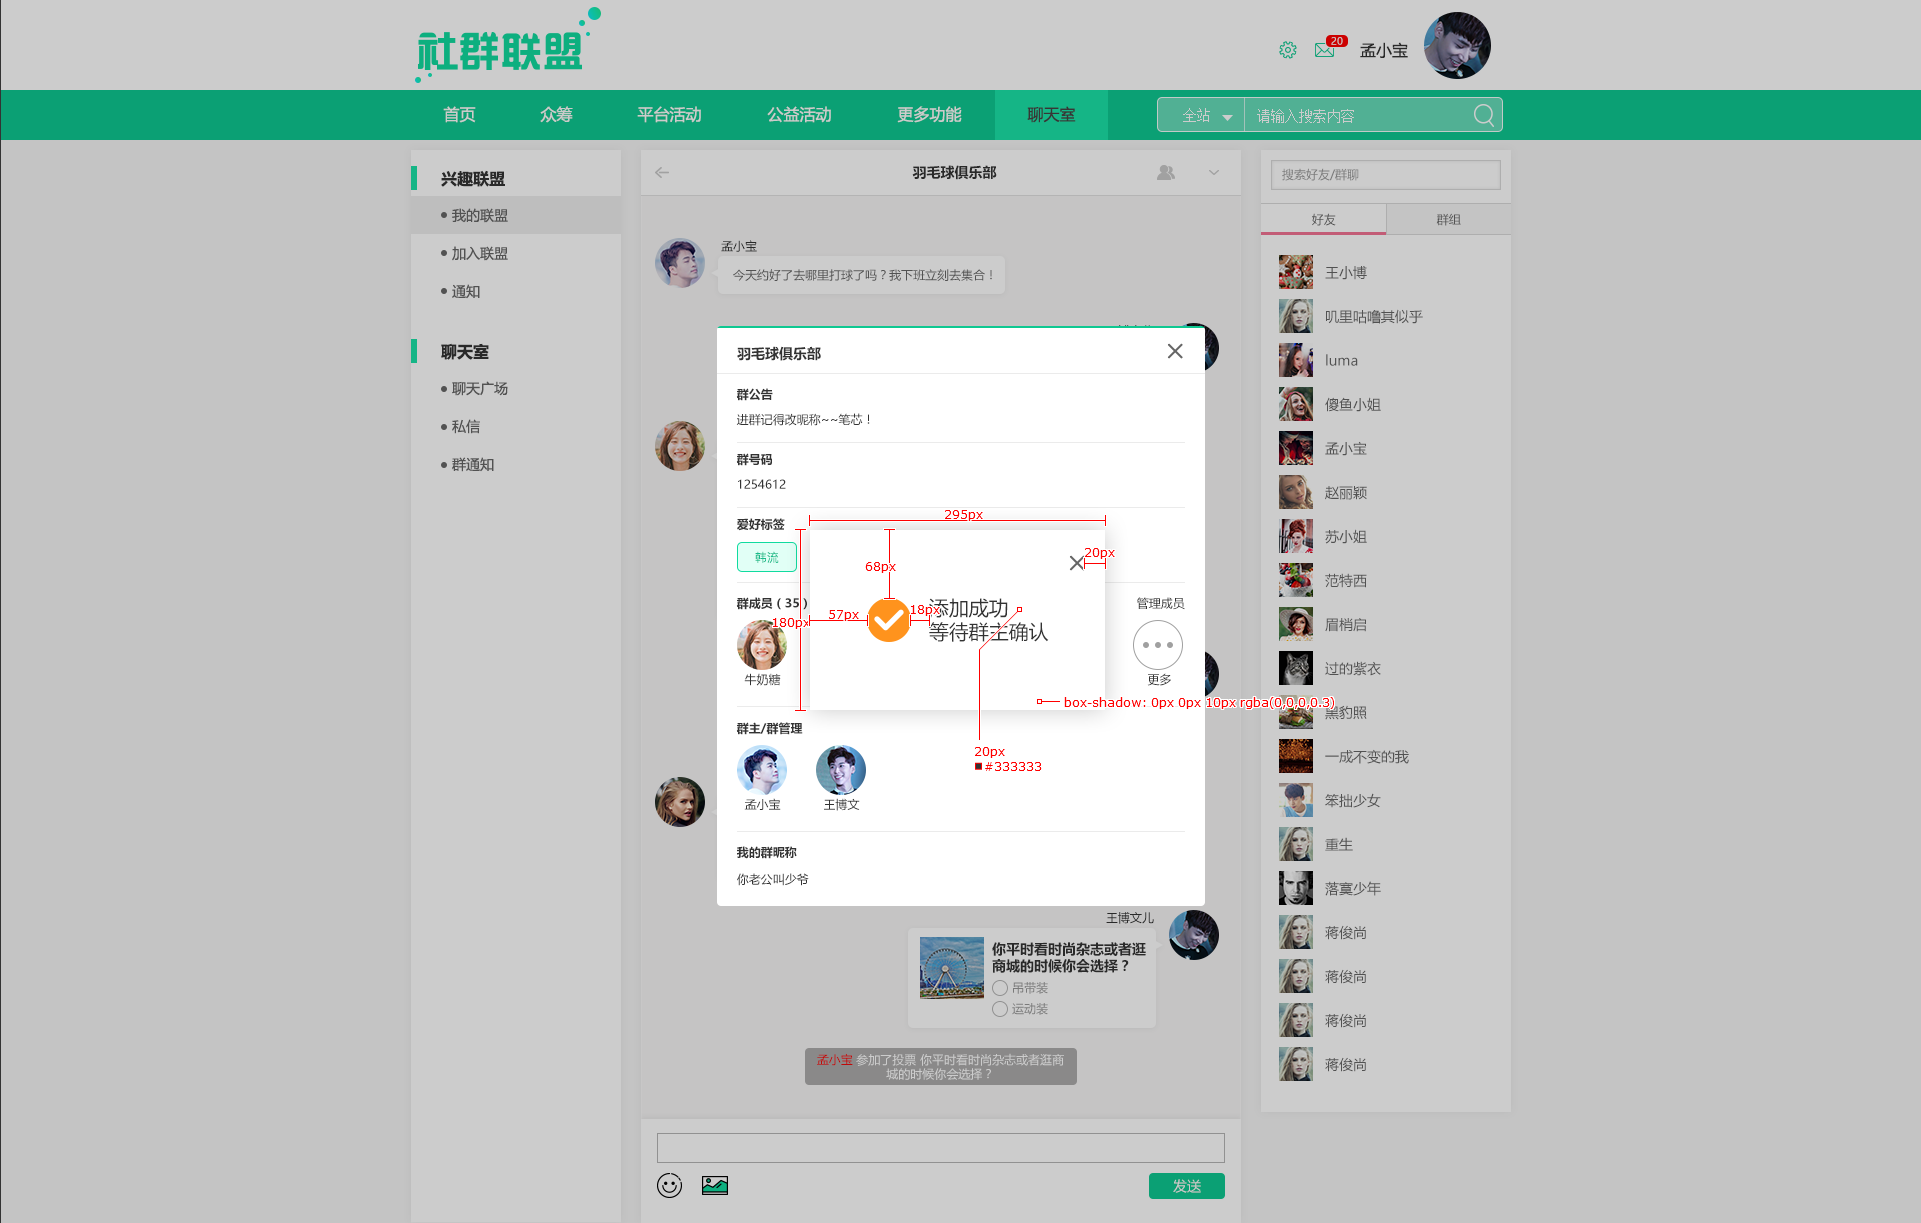 社群联盟
20
孟小宝
首页 众筹 平台活动 公益活动 更多功能 聊天室
全站 请输入搜索内容
兴趣联盟
我的联盟
加入联盟
通知
聊天室
聊天广场
私信
群通知
羽毛球俱乐部
孟小宝
今天约好了去哪里打球了吗？我下班立刻去集合！
羽毛球俱乐部
群公告
进群记得改昵称~~笔芯！
群号码
1254612
爱好标签
韩流
群成员（35）
管理成员
牛奶糖
更多
群主/群管理
孟小宝
王博文
我的群昵称
你老公叫少爷
295px
20px
68px
57px
18px
180px
添加成功
等待群主确认
box-shadow: 0px 0px 10px rgba(0,0,0,0.3)
20px
#333333
王博文儿
你平时看时尚杂志或者逛
商城的时候你会选择？
吊带装
运动装
孟小宝 参加了投票 你平时看时尚杂志或者逛商
城的时候你会选择？
发送
搜索好友/群聊
好友 群组
王小博
叽里咕噜其似乎
luma
傻鱼小姐
孟小宝
赵丽颖
苏小姐
范特西
眉梢启
过的紫衣
黑豹照
一成不变的我
笨拙少女
重生
落寞少年
蒋俊尚
蒋俊尚
蒋俊尚
蒋俊尚